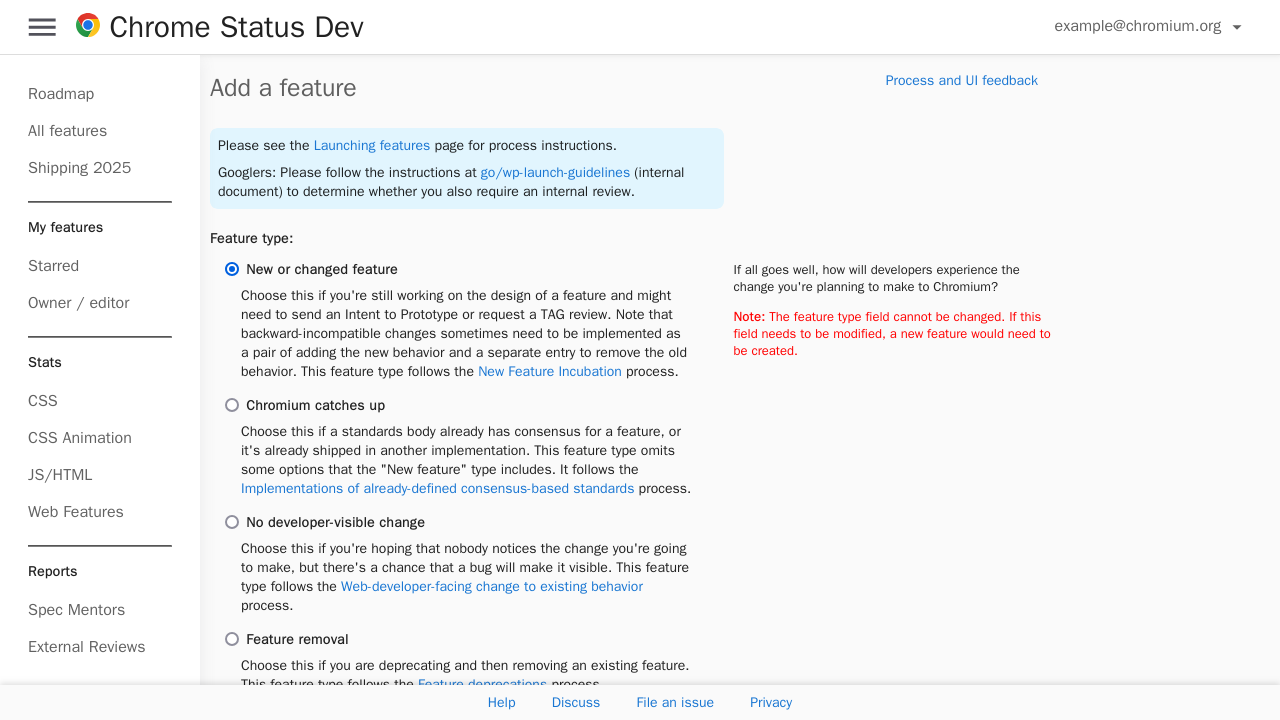 Chrome Status Dev
example@chromium.org
Roadmap
All features
Shipping 2025
My features
Starred
Owner / editor
Stats
CSS
CSS Animation
JS/HTML
Web Features
Reports
Spec Mentors
External Reviews
Add a feature
Process and UI feedback
Please see the Launching features page for process instructions.
Googlers: Please follow the instructions at go/wp-launch-guidelines (internal
document) to determine whether you also require an internal review.
Feature type:
New or changed feature
Choose this if you're still working on the design of a feature and might
need to send an Intent to Prototype or request a TAG review. Note that
backward-incompatible changes sometimes need to be implemented as
a pair of adding the new behavior and a separate entry to remove the old
behavior. This feature type follows the New Feature Incubation process.
Chromium catches up
Choose this if a standards body already has consensus for a feature, or
it's already shipped in another implementation. This feature type omits
some options that the "New feature" type includes. It follows the
Implementations of already-defined consensus-based standards process.
No developer-visible change
Choose this if you're hoping that nobody notices the change you're going
to make, but there's a chance that a bug will make it visible. This feature
type follows the Web-developer-facing change to existing behavior
process.
Feature removal
Choose this if you are deprecating and then removing an existing feature.
This feature type follows the Feature deprecations process.
If all goes well, how will developers experience the
change you're planning to make to Chromium?
Note: The feature type field cannot be changed. If this
field needs to be modified, a new feature would need to
be created.
Help
Discuss
File an issue
Privacy